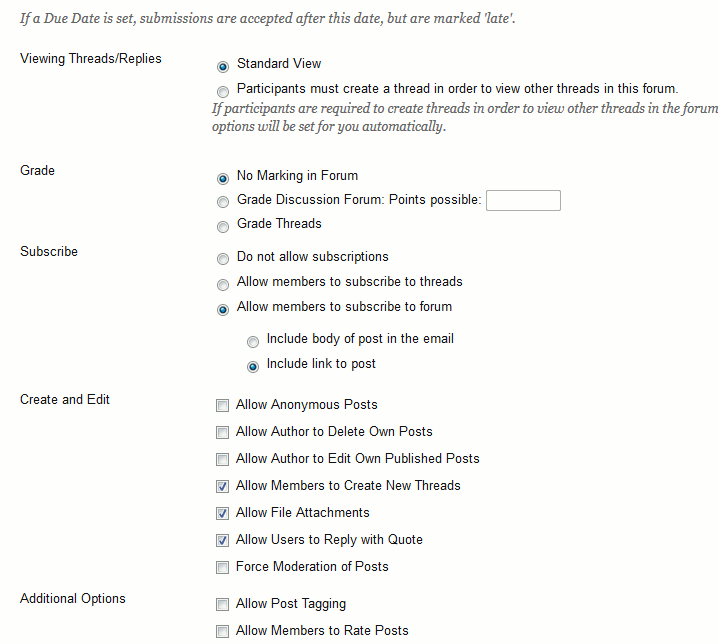 If a Due Date is set, submissions are accepted after this date, but are marked 'late'.
Viewing Threads/Replies
Standard View
Participants must create a thread in order to view other threads in this forum.
If participants are required to create threads in order to view other threads in the forum
options will be set for you automatically.
Grade
No Marking in Forum
Grade Discussion Forum: Points possible:
Grade Threads
Subscribe
Do not allow subscriptions
Allow members to subscribe to threads
Allow members to subscribe to forum
Include body of post in the email
Include link to post
Create and Edit
Allow Anonymous Posts
Allow Author to Delete Own Posts
Allow Author to Edit Own Published Posts
Allow Members to Create New Threads
Allow File Attachments
Allow Users to Reply with Quote
Force Moderation of Posts
Additional Options
Allow Post Tagging
Allow Members to Rate Posts